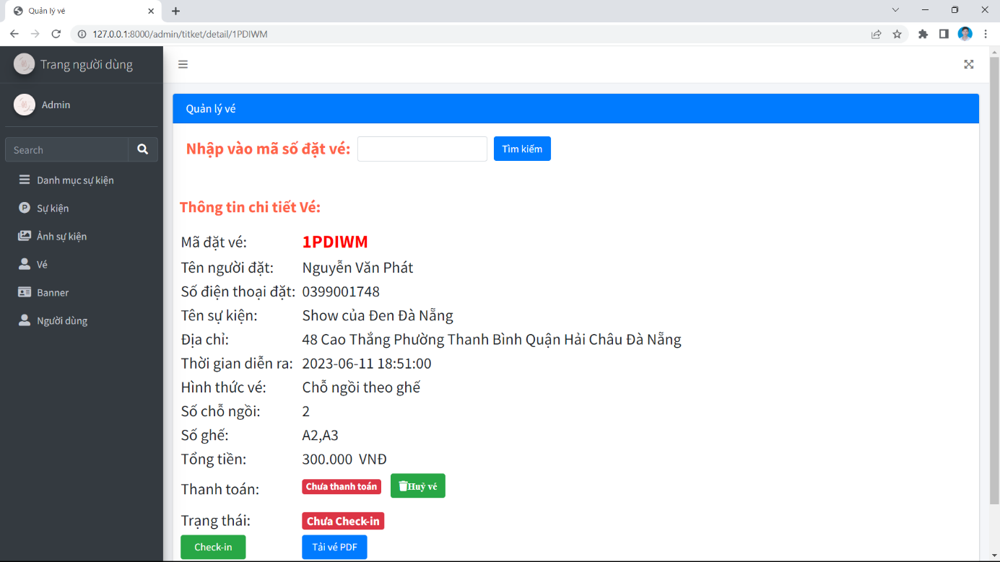 Quản lý vé
127.0.0.1:8000/admin/titket/detail/1PDIWM
Trang người dùng
Admin
Search
Danh mục sự kiện
Sự kiện
Ảnh sự kiện
Vé
Banner
Người dùng
Quản lý vé
Nhập vào mã số đặt vé: Tìm kiếm
Thông tin chi tiết Vé:
Mã đặt vé: 1PDIWM
Tên người đặt: Nguyễn Văn Phát
Số điện thoại đặt: 0399001748
Tên sự kiện: Show của Đen Đà Nẵng
Địa chỉ: 48 Cao Thắng Phường Thanh Bình Quận Hải Châu Đà Nẵng
Thời gian diễn ra: 2023-06-11 18:51:00
Hình thức vé: Chỗ ngồi theo ghế
Số chỗ ngồi: 2
Số ghế: A2,A3
Tổng tiền: 300.000 VNĐ
Thanh toán: Chưa thanh toán Huỷ vé
Trạng thái: Chưa Check-in
Check-in Tải vé PDF